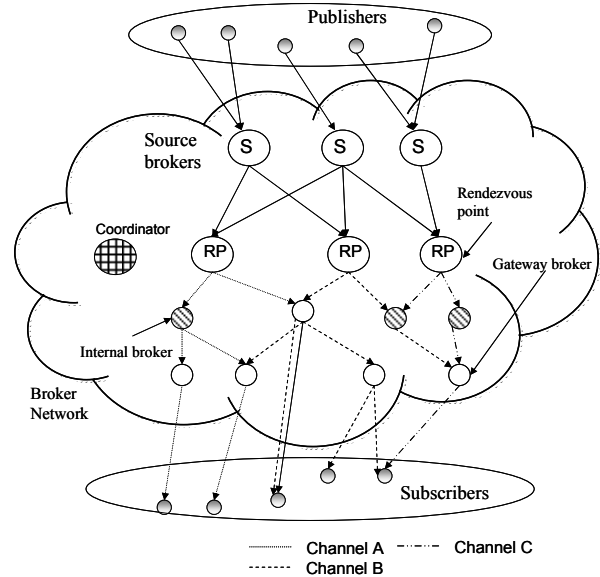 Publishers
Source
brokers
S
S
S
Rendezvous
point
Coordinator
RP
RP
RP
Gateway broker
Internal broker
Broker
Network
Subscribers
Channel A
Channel C
Channel B